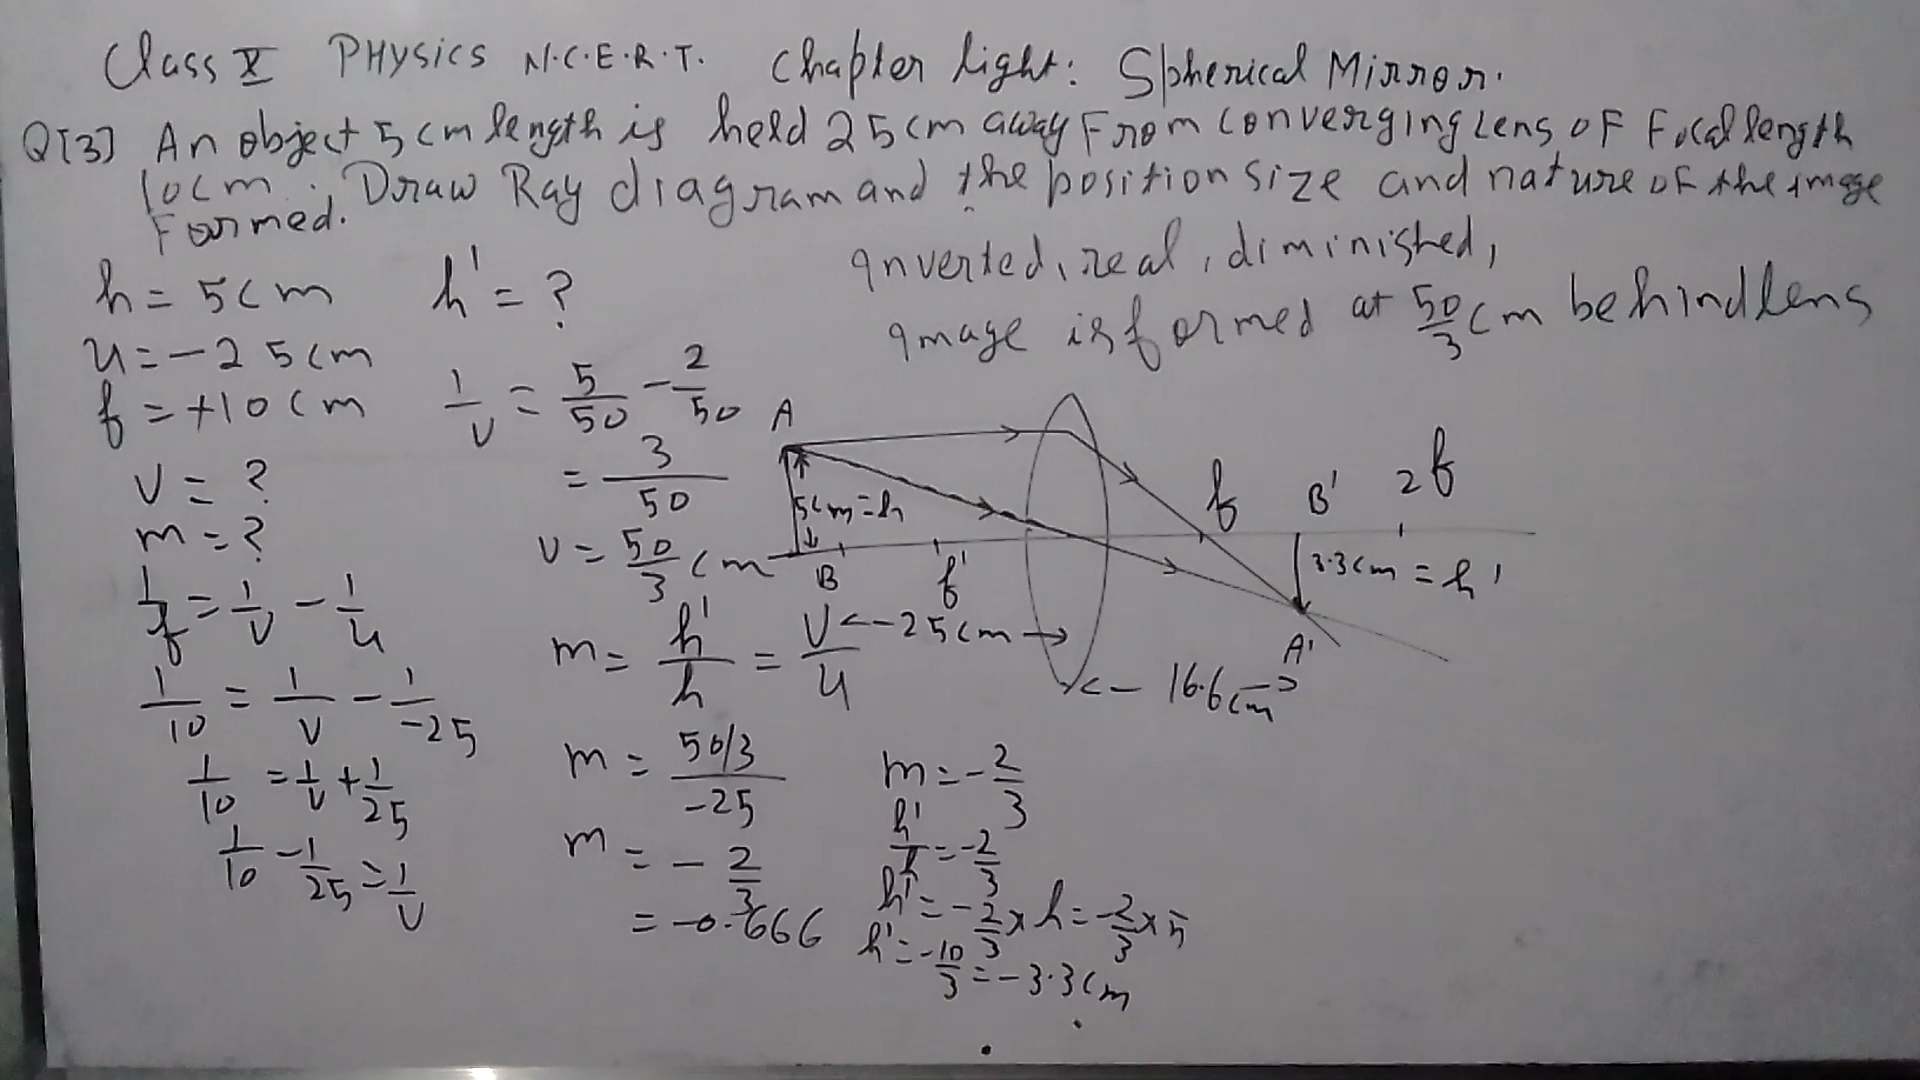 Class X PHYSICS N.C.E.R.T. Chapter light: Spherical Mirror.
Q[3] An object 5cm length is held 25cm away From converging Lens of Focal length
10cm. Draw Ray diagram and the position size and nature of the image
Formed.
Inverted, real, diminished,
Image is formed at 50/3 cm behind lens
h = 5cm
u = -25cm
f = +10cm
v = ?
m = ?
1/f = 1/v - 1/u
1/10 = 1/v - 1/-25
1/10 = 1/v + 1/25
1/10 - 1/25 = 1/v
h' = ?
1/v = 5/50 - 2/50
= 3/50
v = 50/3 cm
m = h'/h = v/u
m = 50/3 / -25
m = - 2/3
= -0.666
A
5cm = h
B
f'
f
B'
2f
3.3cm = h'
A'
<-25cm->
<- 16.6cm ->
m = - 2/3
h'/h = -2/3
h' = - 2/3 x h = -2/3 x 5
h' = -10/3 = -3.3cm